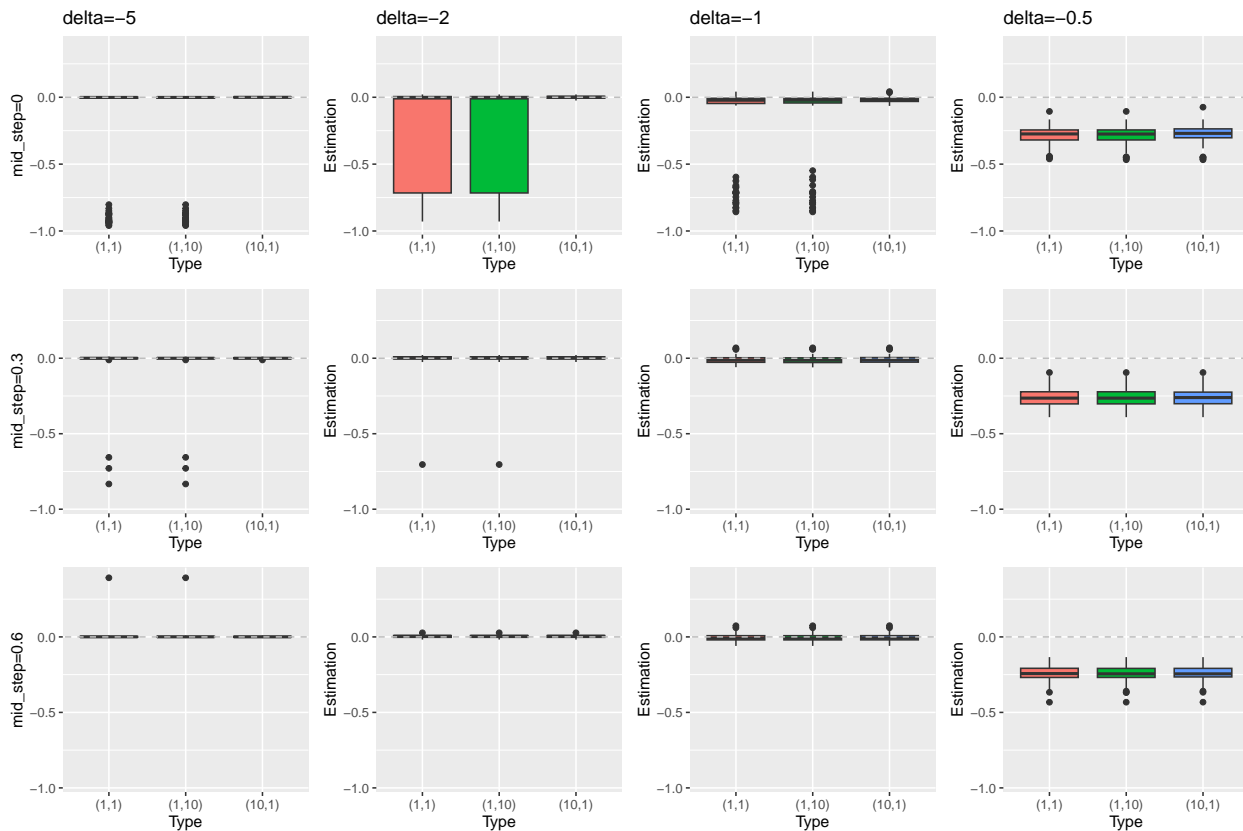 delta=−5
delta=−2
delta=−1
delta=−0.5
mid_step=0
0.0
−0.5
−1.0
(1,1)
(1,10)
(10,1)
Type
Estimation
0.0
−0.5
−1.0
(1,1)
(1,10)
(10,1)
Type
Estimation
0.0
−0.5
−1.0
(1,1)
(1,10)
(10,1)
Type
Estimation
0.0
−0.5
−1.0
(1,1)
(1,10)
(10,1)
Type
mid_step=0.3
0.0
−0.5
−1.0
(1,1)
(1,10)
(10,1)
Type
Estimation
0.0
−0.5
−1.0
(1,1)
(1,10)
(10,1)
Type
Estimation
0.0
−0.5
−1.0
(1,1)
(1,10)
(10,1)
Type
Estimation
0.0
−0.5
−1.0
(1,1)
(1,10)
(10,1)
Type
mid_step=0.6
0.0
−0.5
−1.0
(1,1)
(1,10)
(10,1)
Type
Estimation
0.0
−0.5
−1.0
(1,1)
(1,10)
(10,1)
Type
Estimation
0.0
−0.5
−1.0
(1,1)
(1,10)
(10,1)
Type
Estimation
0.0
−0.5
−1.0
(1,1)
(1,10)
(10,1)
Type